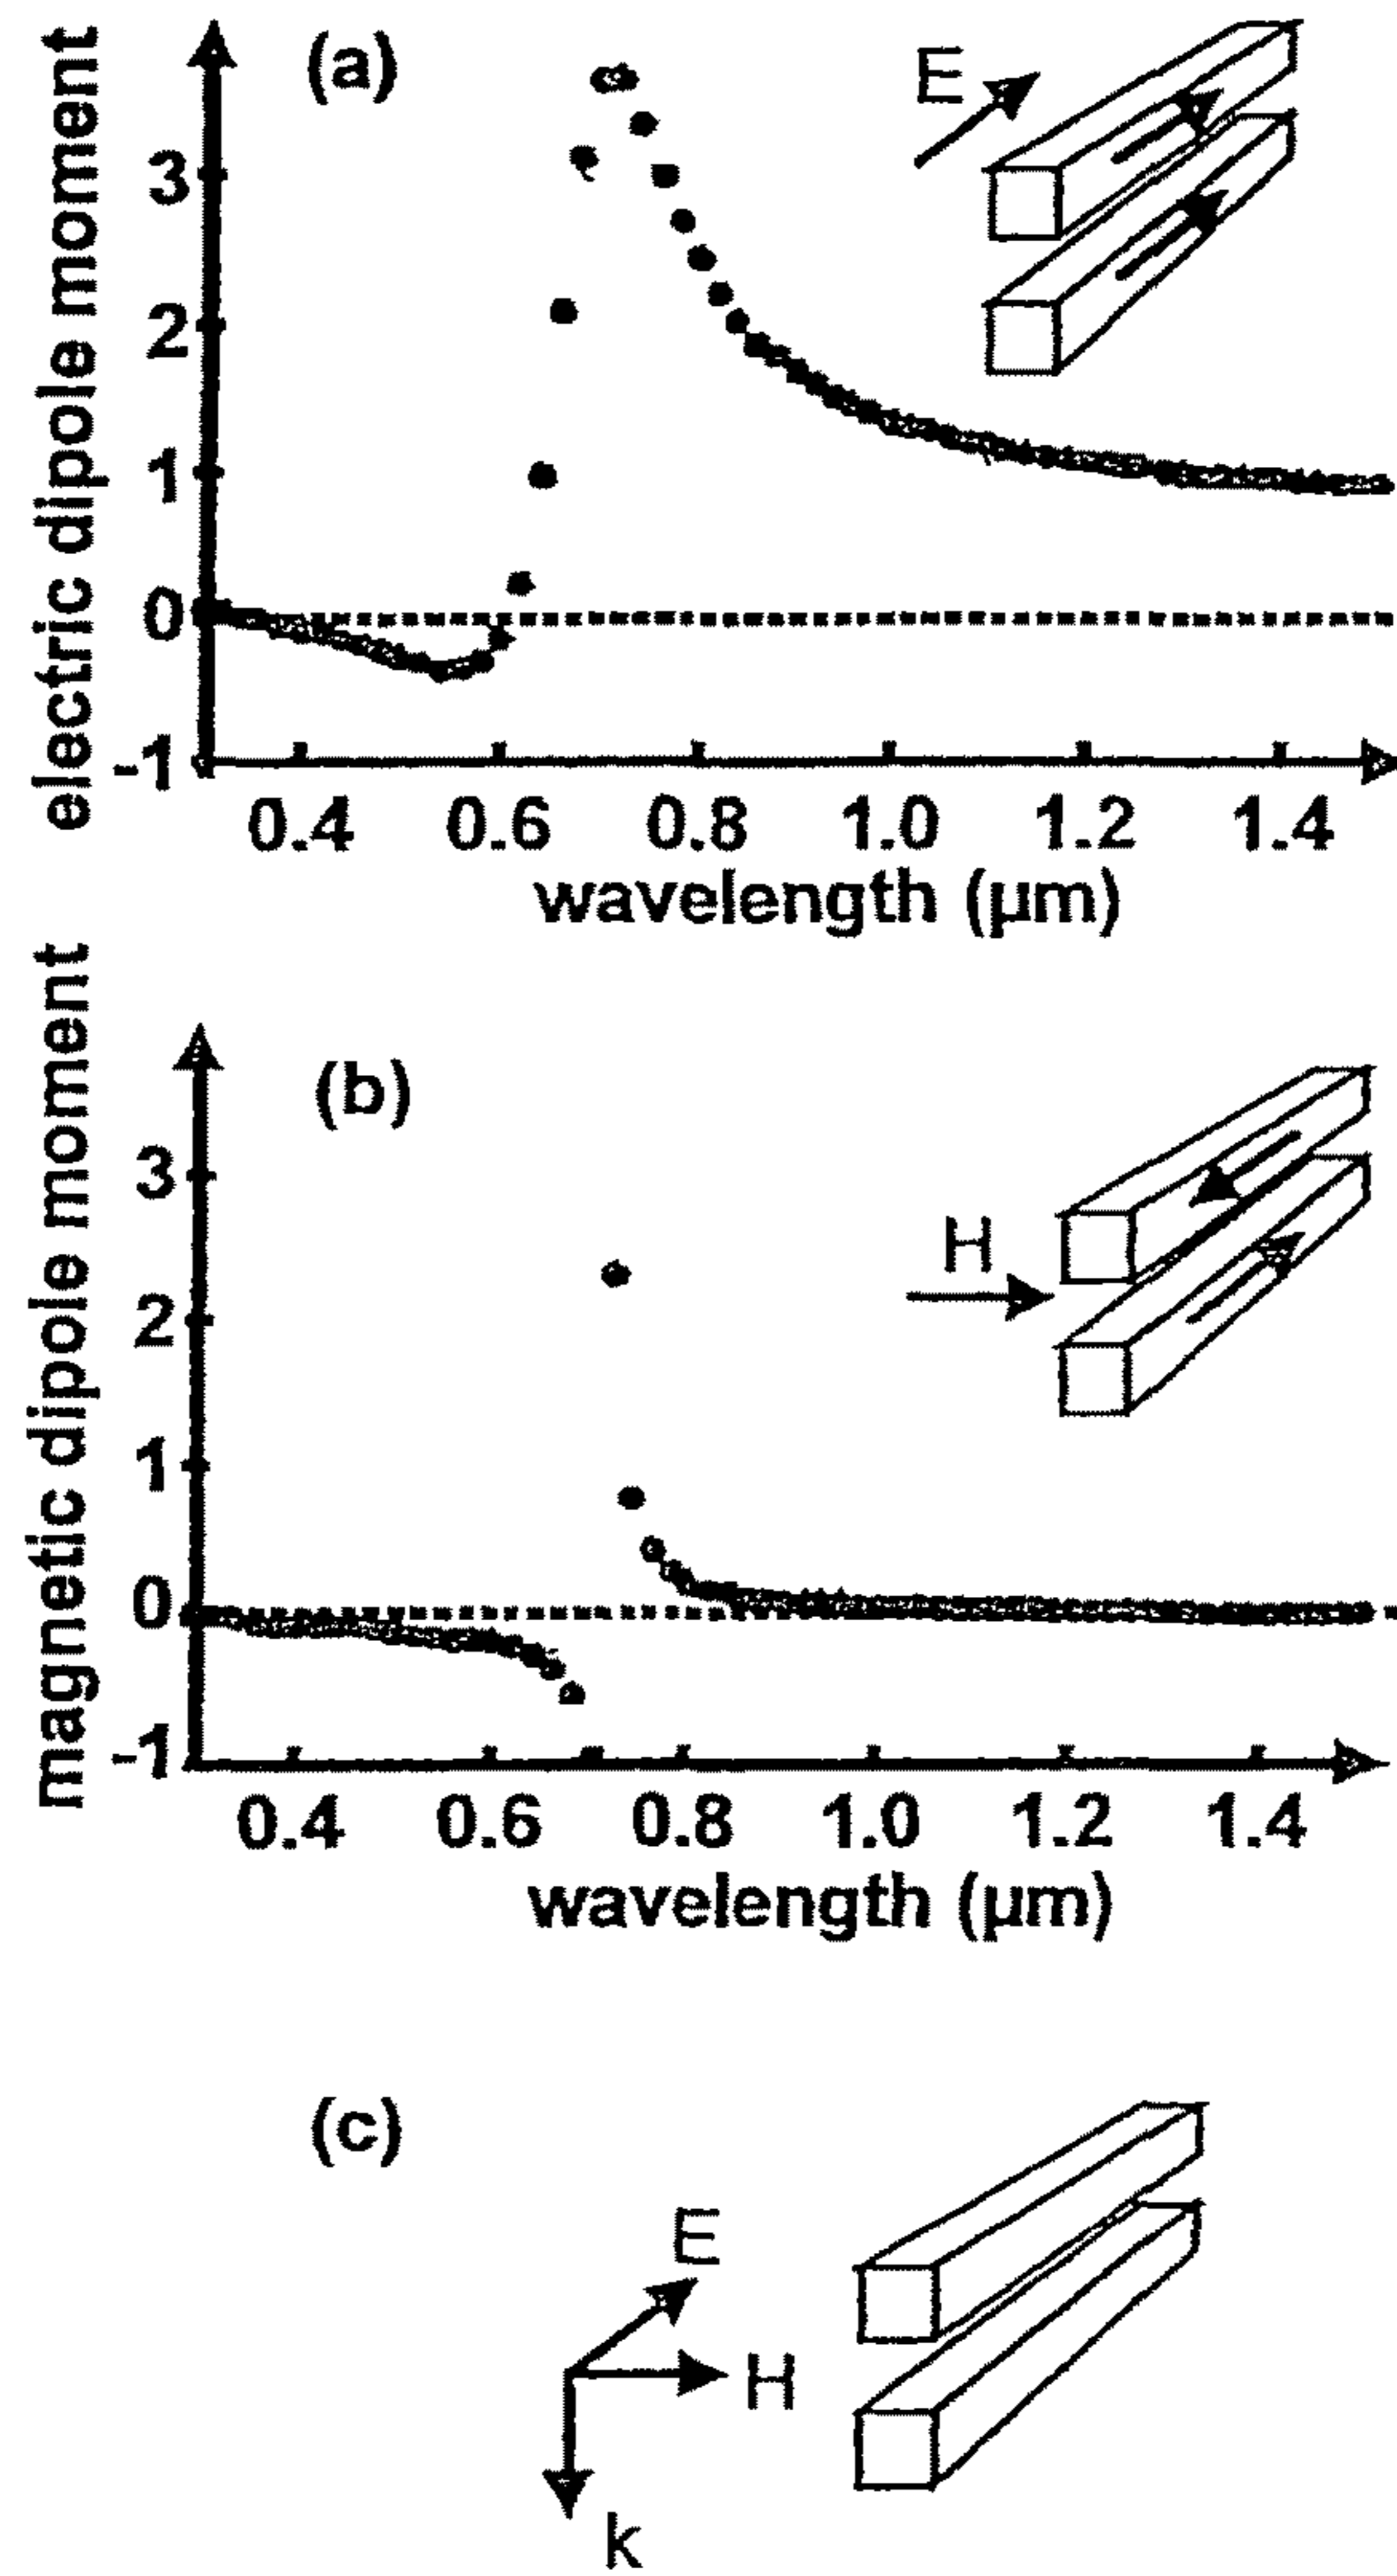 electric dipole moment
(a)
E
3
2
1
0
-1
0.4 0.6 0.8 1.0 1.2 1.4
wavelength (µm)
magnetic dipole moment
(b)
H
3
2
1
0
-1
0.4 0.6 0.8 1.0 1.2 1.4
wavelength (µm)
(c)
E
H
k